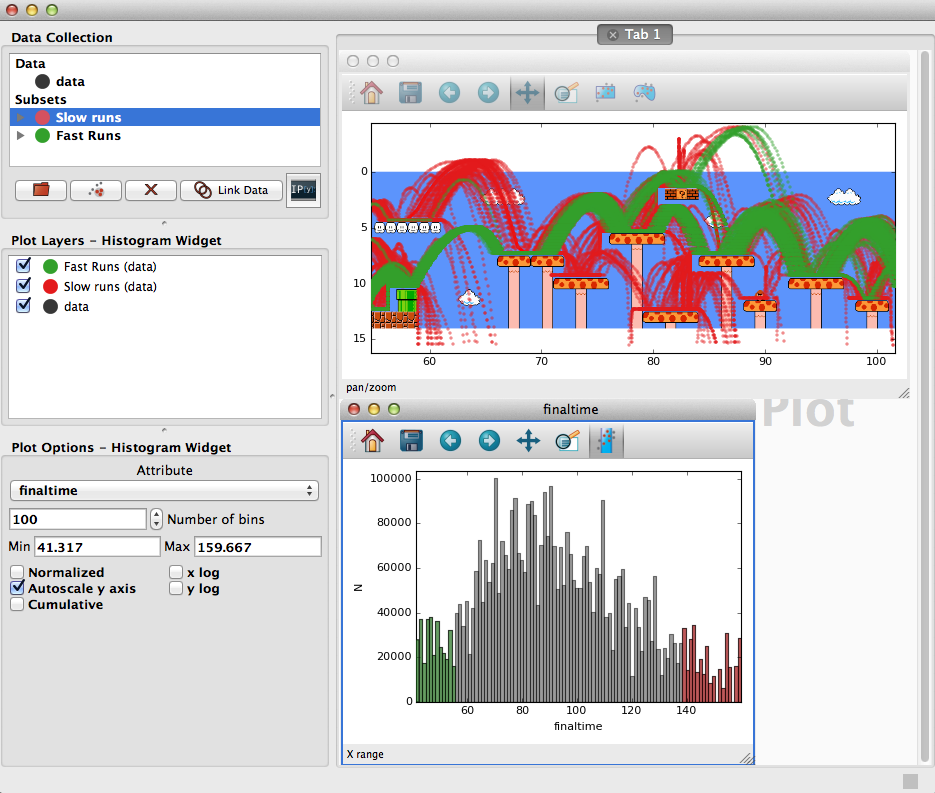 Data Collection
Data
data
Subsets
Slow runs
Fast Runs
Link Data
IP[y]:
Plot Layers – Histogram Widget
Fast Runs (data)
Slow runs (data)
data
Plot Options – Histogram Widget
Attribute
finaltime
100 Number of bins
Min 41.317 Max 159.667
Normalized x log
Autoscale y axis y log
Cumulative
Tab 1
0
5
10
15
60 70 80 90 100
pan/zoom
Plot
finaltime
100000
80000
60000
40000
20000
0
N
60 80 100 120 140
finaltime
X range